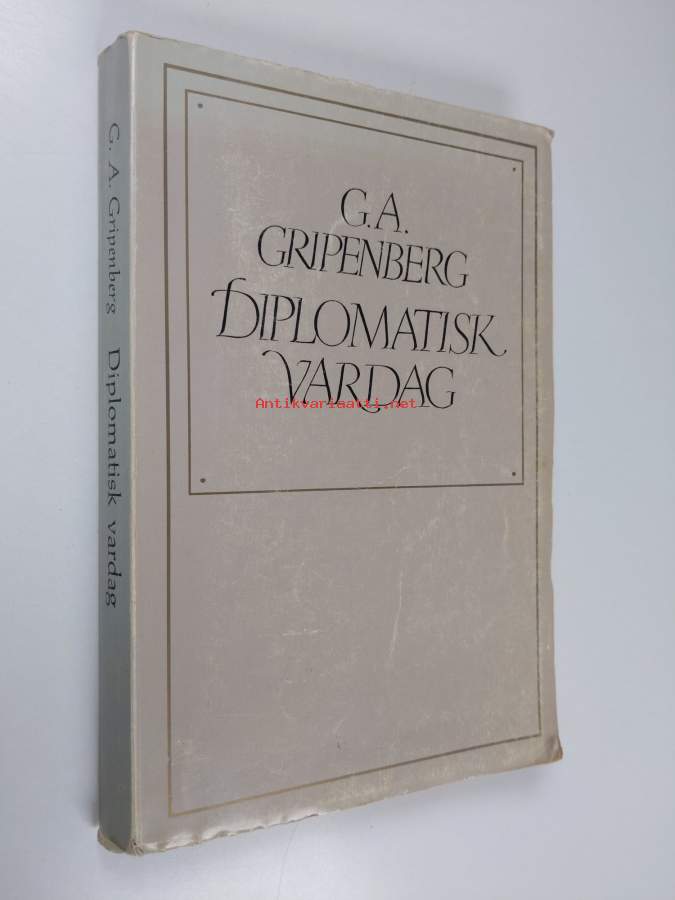 G. A. Gripenberg Diplomatisk vardag
G.A.
GRIPENBERG
DIPLOMATISK
VARDAG
Antikvariaatti.net